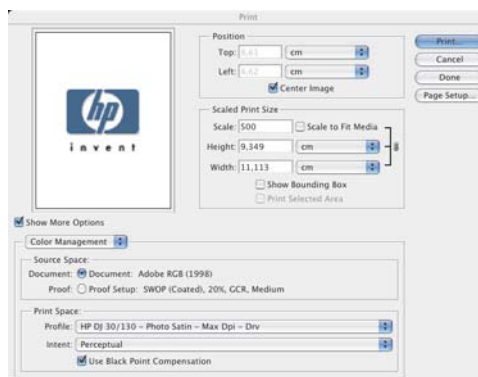 Print
Position
Top: 6,61 cm
Left: 6,62 cm
Center Image
Print...
Cancel
Done
Page Setup...
hp
invent
Scaled Print Size
Scale: 500 Scale to Fit Media
Height: 9,349 cm
Width: 11,113 cm
Show Bounding Box
Print Selected Area
Show More Options
Color Management
Source Space:
Document: Document: Adobe RGB (1998)
Proof: Proof Setup: SWOP (Coated), 20%, GCR, Medium
Print Space:
Profile: HP DJ 30/130 - Photo Satin - Max Dpi - Drv
Intent: Perceptual
Use Black Point Compensation